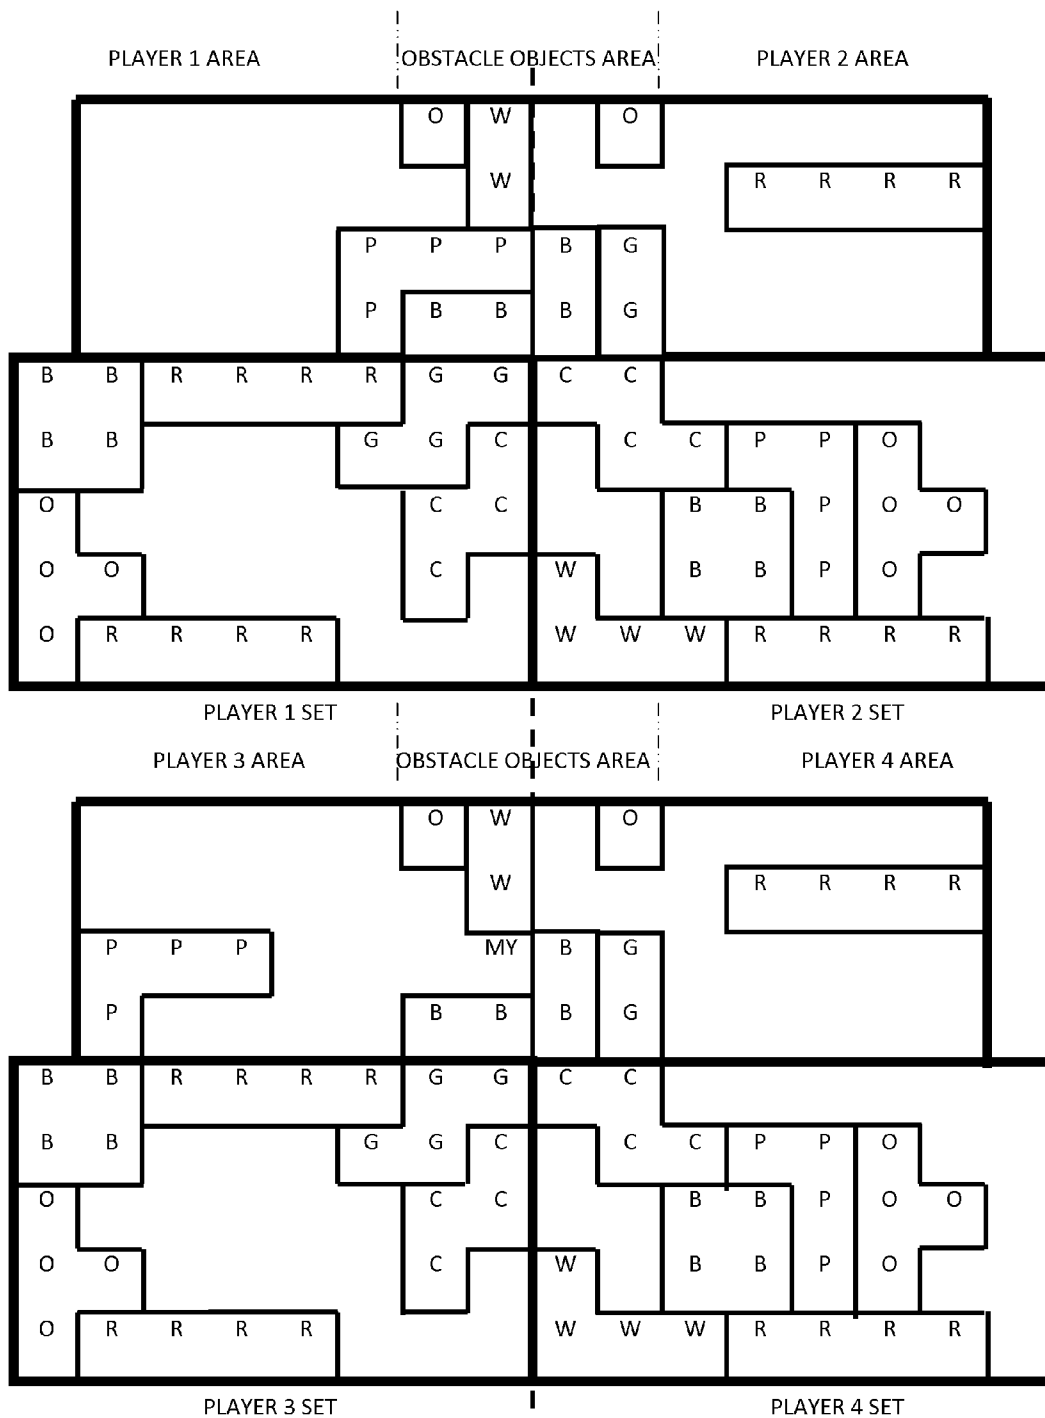 PLAYER 1 AREA OBSTACLE OBJECTS AREA PLAYER 2 AREA
O W O
W R R R R
P P P B G
P B B B G
B B R R R R G G C C
B B G G C C C P P O
O C C B B P O O
O O C W B B P O
O R R R R W W W R R R R
PLAYER 1 SET PLAYER 2 SET
PLAYER 3 AREA OBSTACLE OBJECTS AREA PLAYER 4 AREA
O W O
W R R R R
P P P MY B G
P B B B G
B B R R R R G G C C
B B G G C C C P P O
O C C B B P O O
O O C W B B P O
O R R R R W W W R R R R
PLAYER 3 SET PLAYER 4 SET